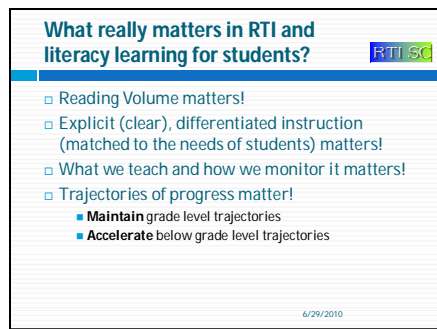 What really matters in RTI and
literacy learning for students?
RTI SC
Reading Volume matters!
Explicit (clear), differentiated instruction
(matched to the needs of students) matters!
What we teach and how we monitor it matters!
Trajectories of progress matter!
Maintain grade level trajectories
Accelerate below grade level trajectories
6/29/2010